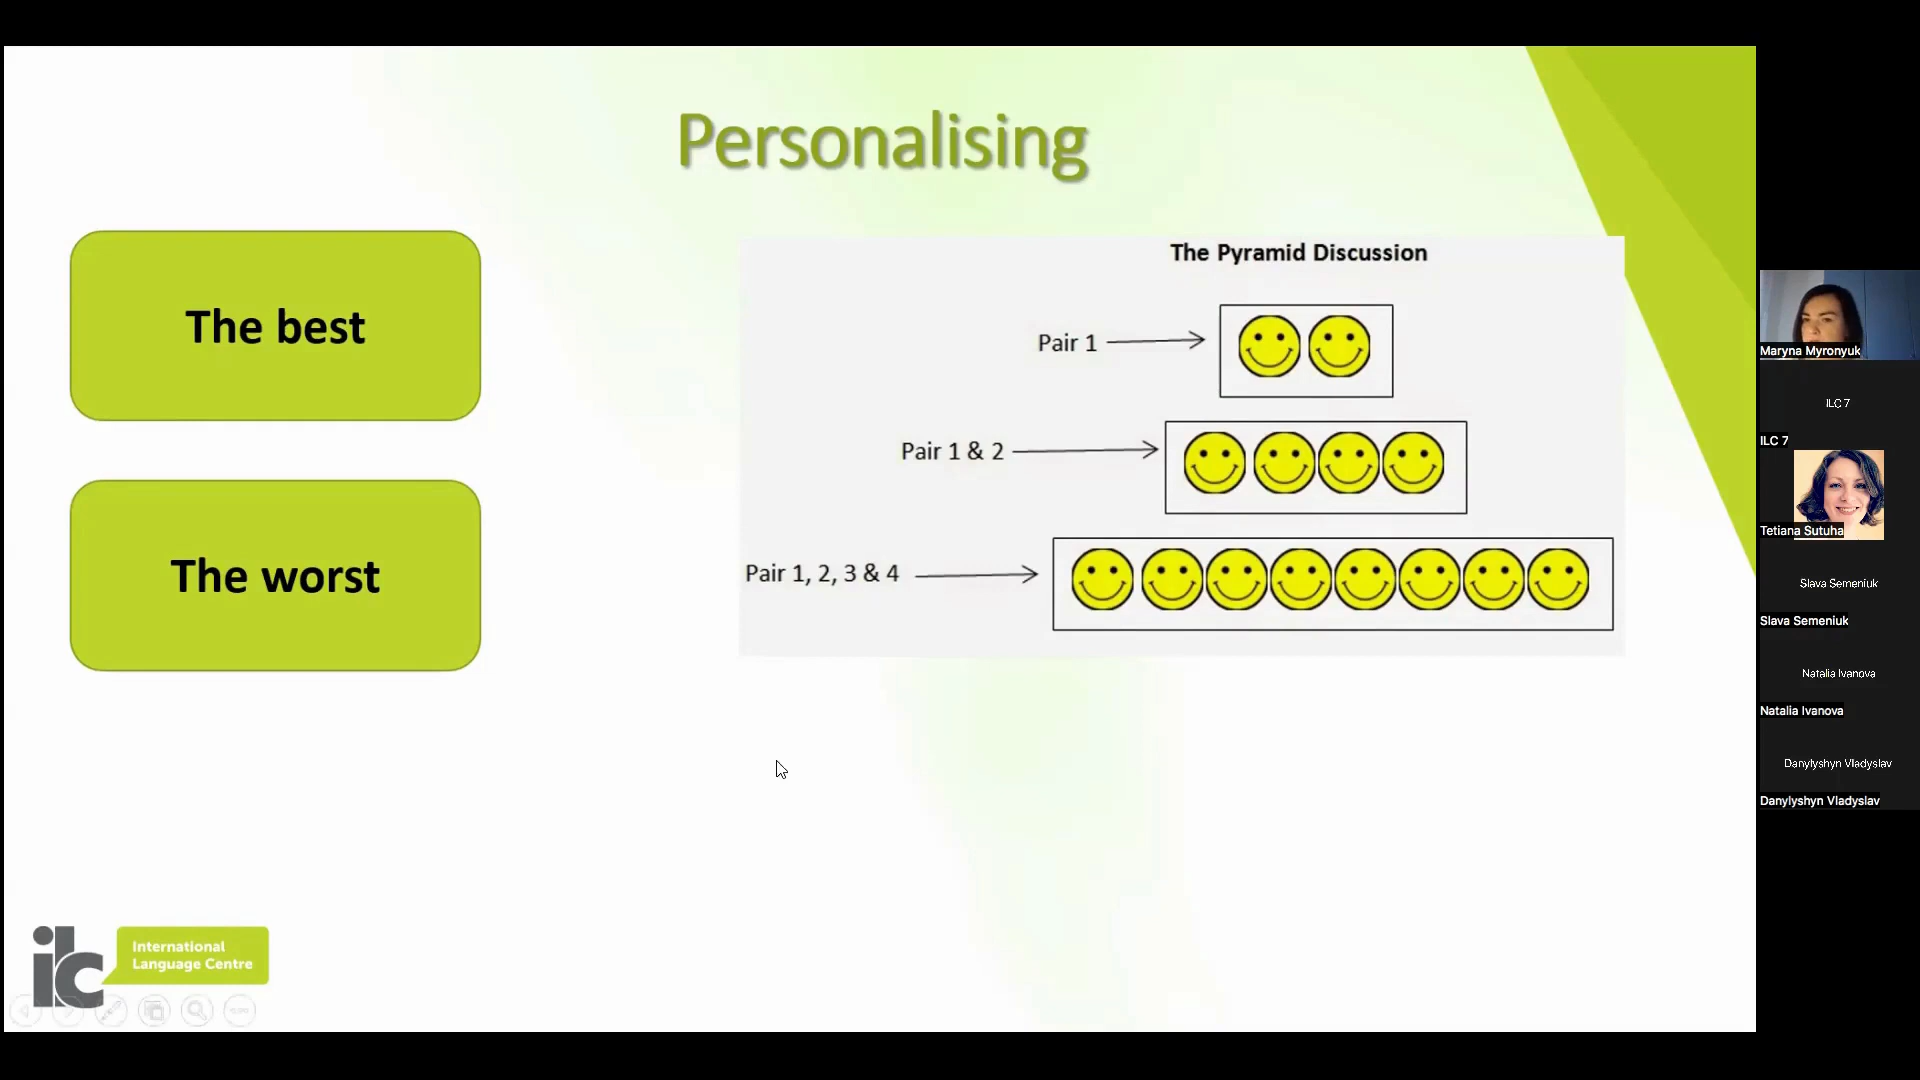 Personalising
The best
The worst
The Pyramid Discussion
Pair 1
Pair 1 & 2
Pair 1, 2, 3 & 4
ilc
International
Language Centre
Maryna Myronyuk
ILC 7
ILC 7
Tetiana Sutuha
Slava Semeniuk
Slava Semeniuk
Natalia Ivanova
Natalia Ivanova
Danylyshyn Vladyslav
Danylyshyn Vladyslav